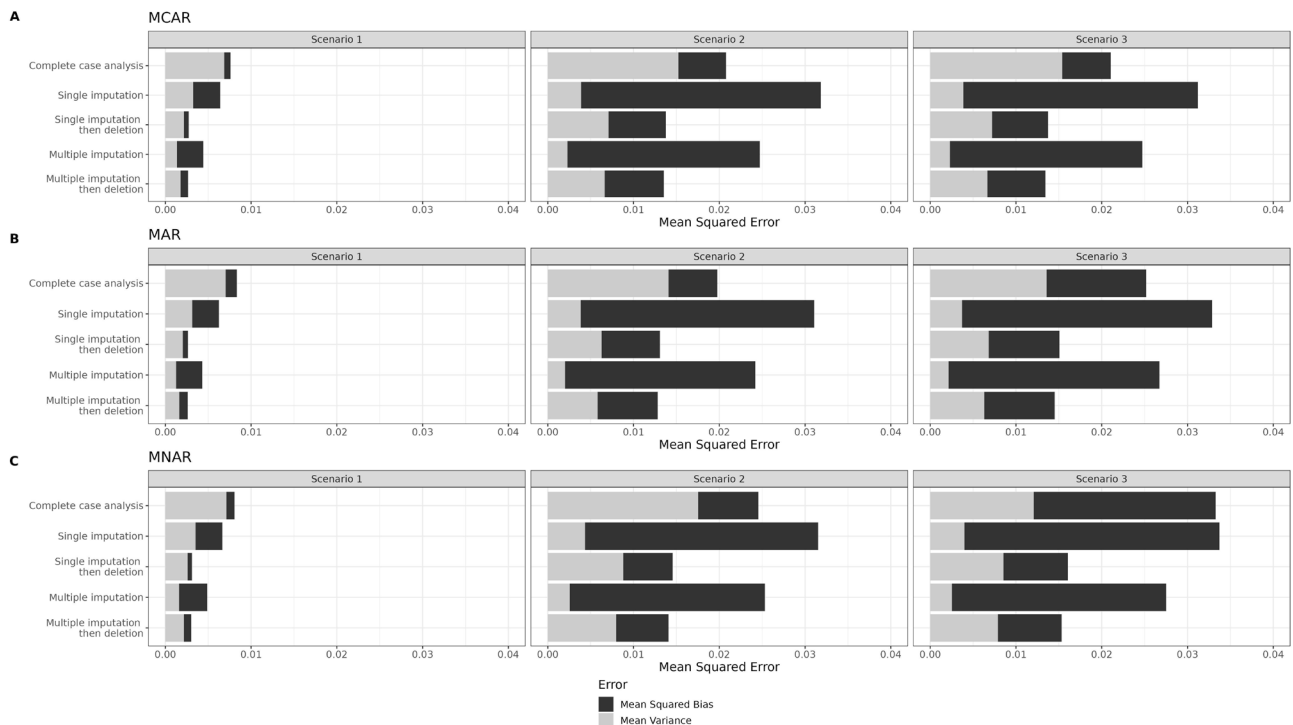 A
MCAR
Scenario 1
Scenario 2
Scenario 3
Complete case analysis
Single imputation
Single imputation
then deletion
Multiple imputation
Multiple imputation
then deletion
0.00 0.01 0.02 0.03 0.04
0.00 0.01 0.02 0.03 0.04
0.00 0.01 0.02 0.03 0.04
Mean Squared Error
B
MAR
Scenario 1
Scenario 2
Scenario 3
Complete case analysis
Single imputation
Single imputation
then deletion
Multiple imputation
Multiple imputation
then deletion
0.00 0.01 0.02 0.03 0.04
0.00 0.01 0.02 0.03 0.04
0.00 0.01 0.02 0.03 0.04
Mean Squared Error
C
MNAR
Scenario 1
Scenario 2
Scenario 3
Complete case analysis
Single imputation
Single imputation
then deletion
Multiple imputation
Multiple imputation
then deletion
0.00 0.01 0.02 0.03 0.04
0.00 0.01 0.02 0.03 0.04
0.00 0.01 0.02 0.03 0.04
Mean Squared Error
Error
Mean Squared Bias
Mean Variance